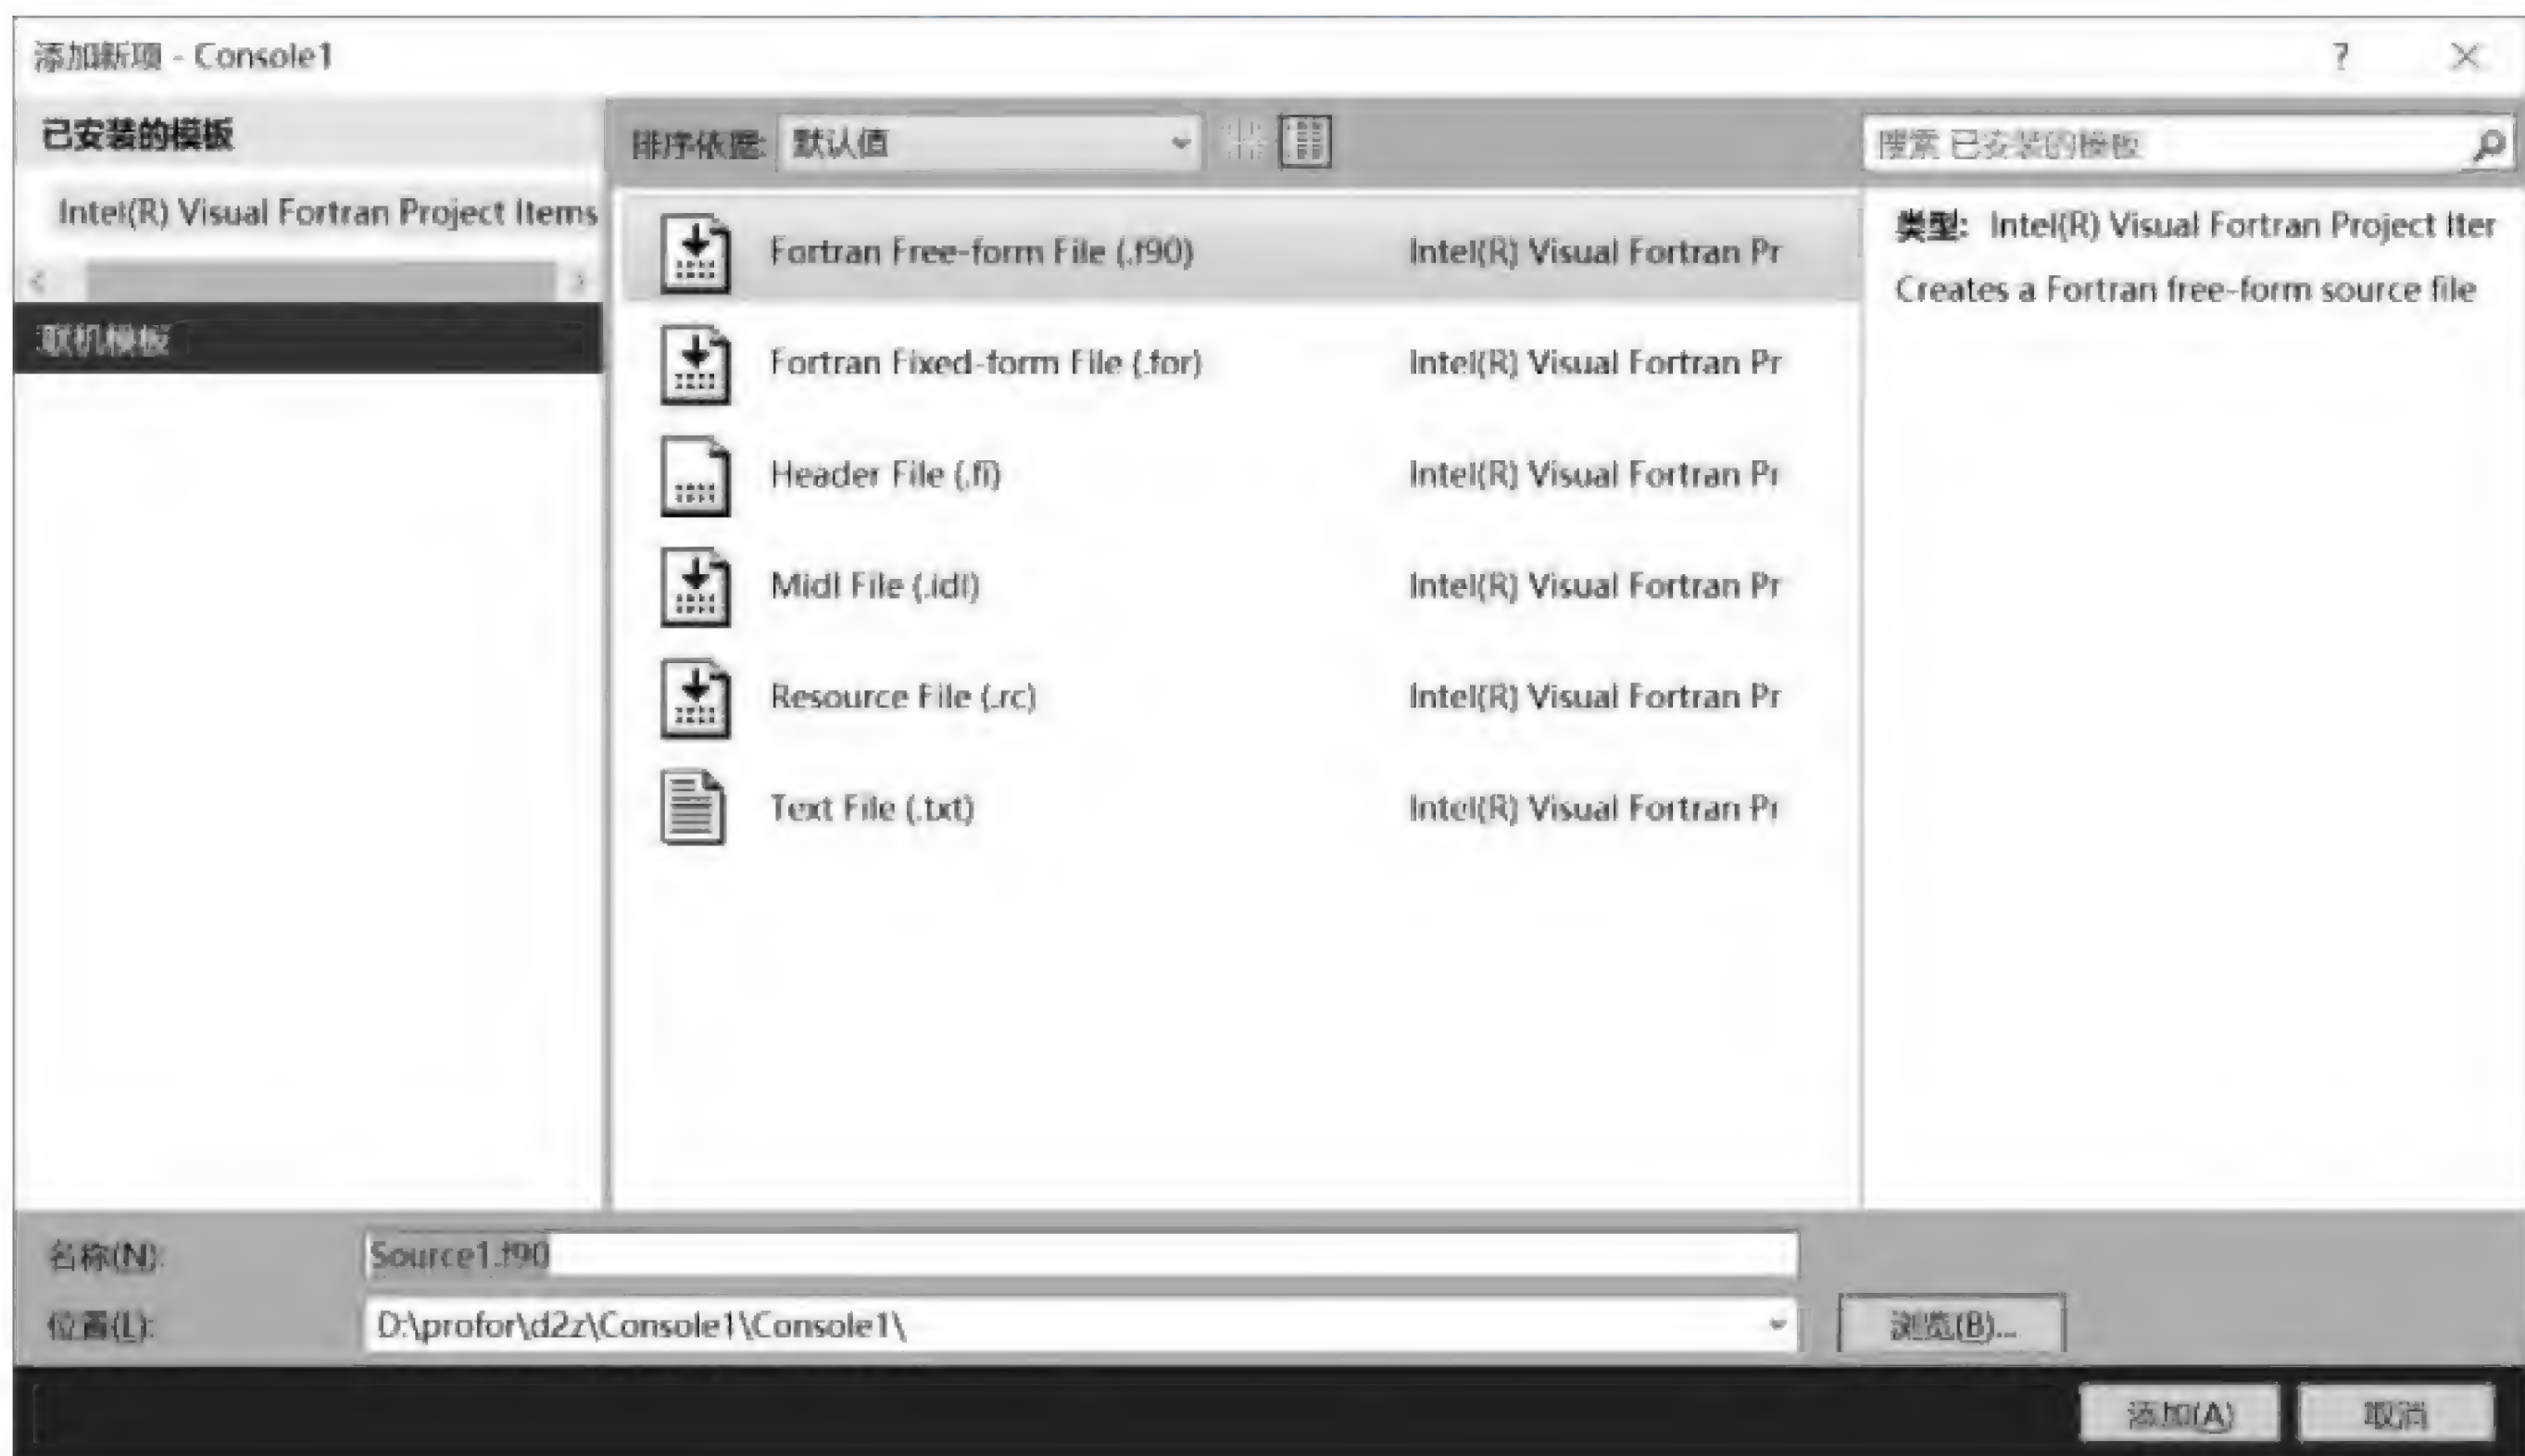 添加新项 - Console1
?
已安装的模板
Intel(R) Visual Fortran Project Items
联机模板
排序依据: 默认值
Fortran Free-form File (.f90) Intel(R) Visual Fortran Pr
Fortran Fixed-form File (.for) Intel(R) Visual Fortran Pr
Header File (.fi) Intel(R) Visual Fortran Pr
Midl File (.idl) Intel(R) Visual Fortran Pr
Resource File (.rc) Intel(R) Visual Fortran Pr
Text File (.txt) Intel(R) Visual Fortran Pr
搜索 已安装的模板
类型: Intel(R) Visual Fortran Project Iter
Creates a Fortran free-form source file
名称(N): Source1.f90
位置(L): D:\profor\d2z\Console1\Console1\
浏览(B)...
添加(A) 取消